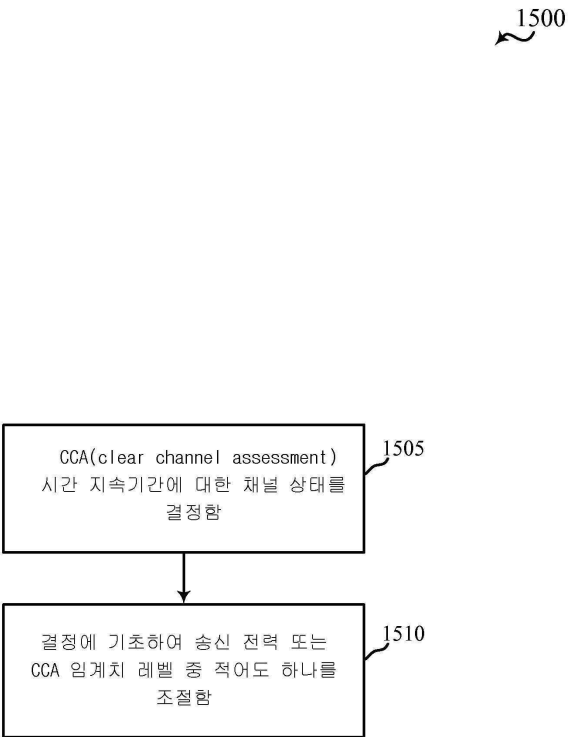 1500
CCA(clear channel assessment)
시간 지속기간에 대한 채널 상태를
결정함
1505
결정에 기초하여 송신 전력 또는
CCA 임계치 레벨 중 적어도 하나를
조절함
1510